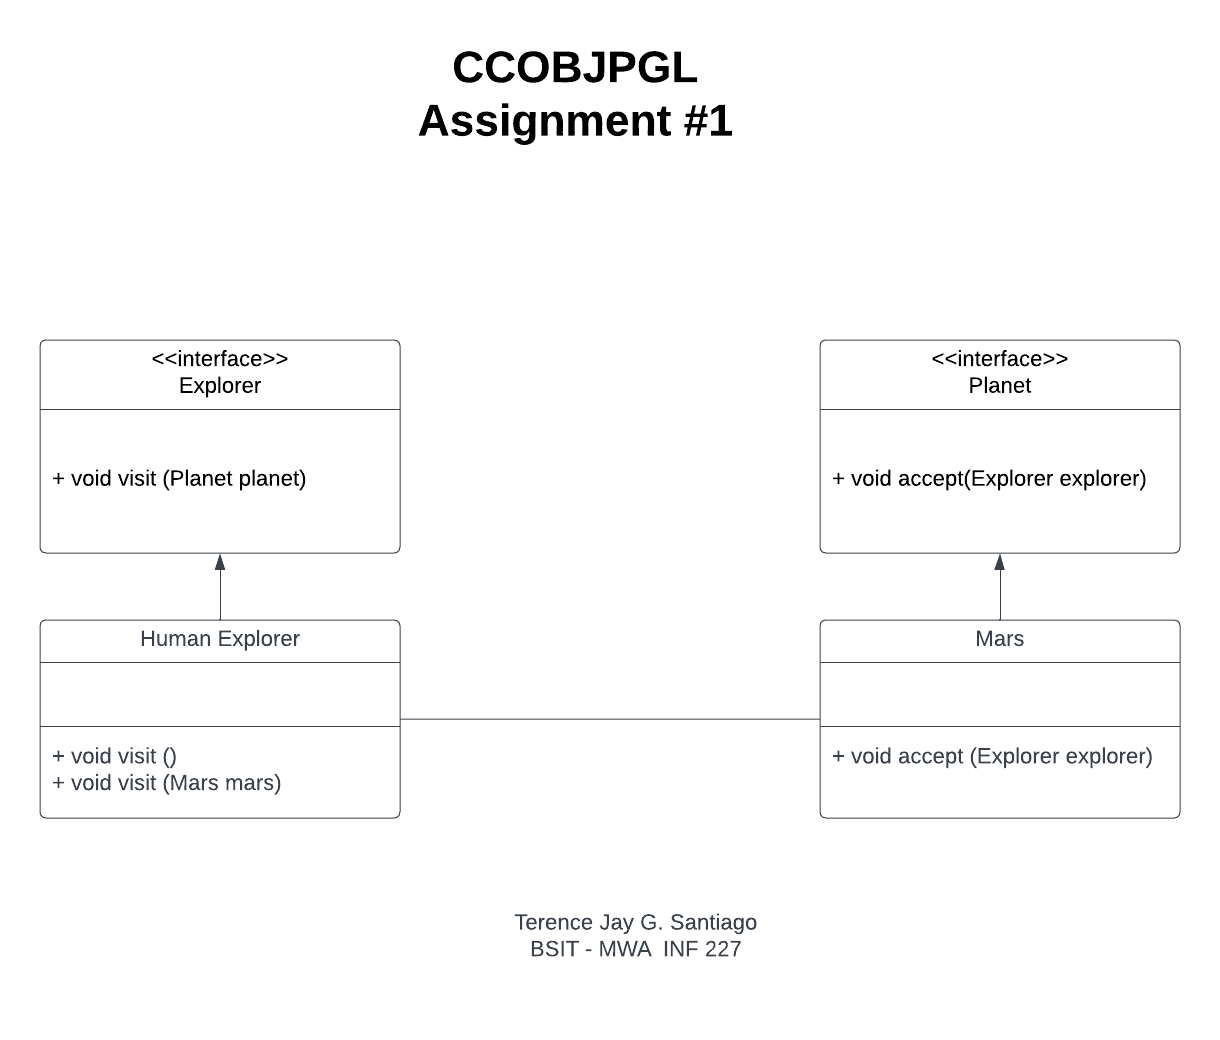 CCOBJPGL
Assignment #1
<<interface>>
Explorer
+ void visit (Planet planet)
<<interface>>
Planet
+ void accept(Explorer explorer)
Human Explorer
+ void visit ()
+ void visit (Mars mars)
Mars
+ void accept (Explorer explorer)
Terence Jay G. Santiago
BSIT - MWA  INF 227